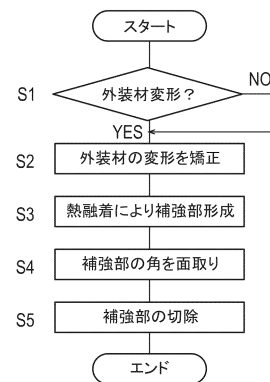 スタート
S1 外装材変形？ NO
YES
S2 外装材の変形を矯正
S3 熱融着により補強部形成
S4 補強部の角を面取り
S5 補強部の切除
エンド